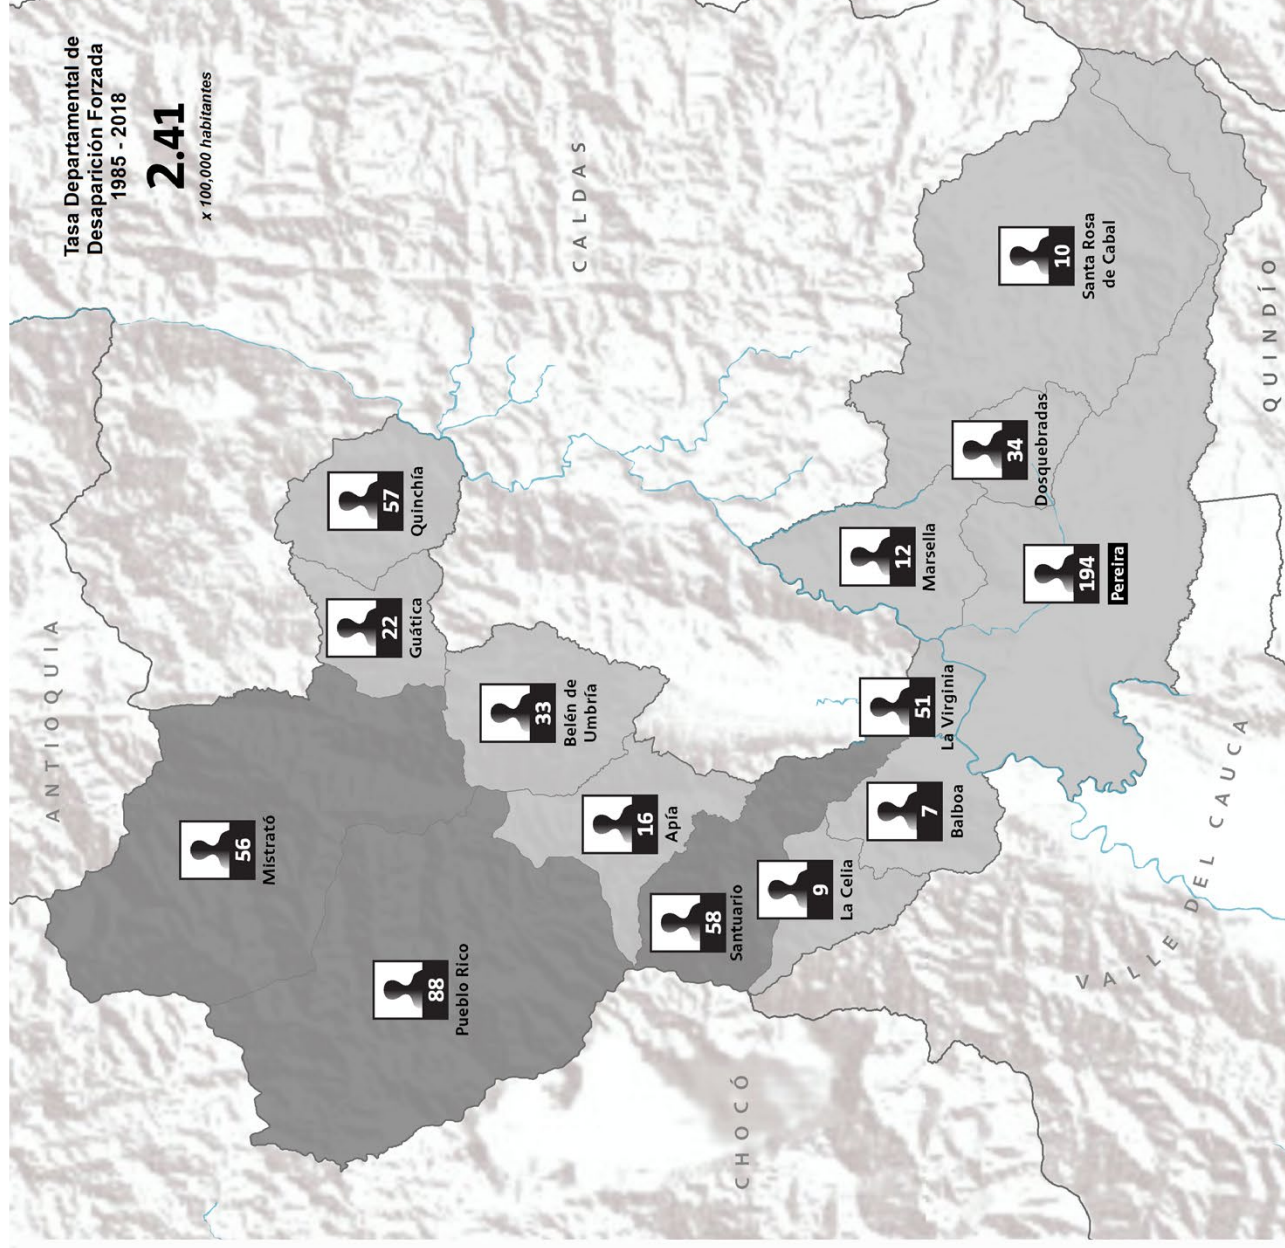 Tasa Departamental de
Desaparición Forzada
1985 - 2018
2.41
x 100,000 habitantes
ANTIOQUIA
CALDAS
CHOCÓ
VALLE DEL CAUCA
QUINDÍO
56
Mistrató
88
Pueblo Rico
22
Guática
57
Quinchía
33
Belén de
Umbría
16
Apía
58
Santuario
9
La Celia
7
Balboa
51
La Virginia
12
Marsella
34
Dosquebradas
194
Pereira
10
Santa Rosa
de Cabal